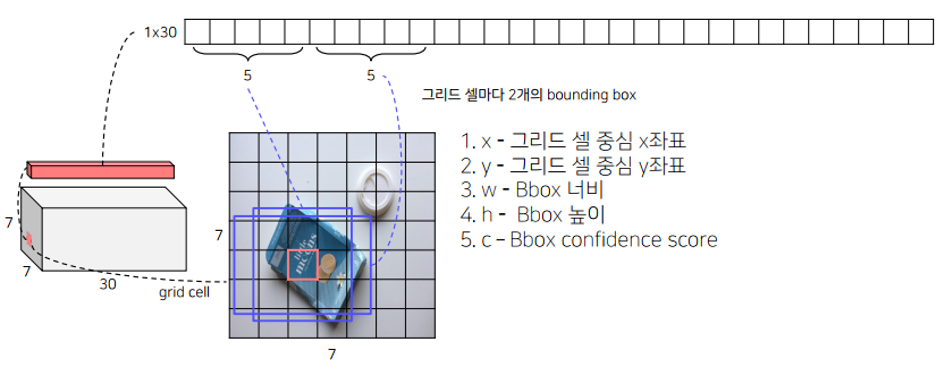 1x30
5
5
그리드 셀마다 2개의 bounding box
1. x - 그리드 셀 중심 x좌표
2. y - 그리드 셀 중심 y좌표
3. w - Bbox 너비
4. h - Bbox 높이
5. c – Bbox confidence score
7
7
30
grid cell
7
7